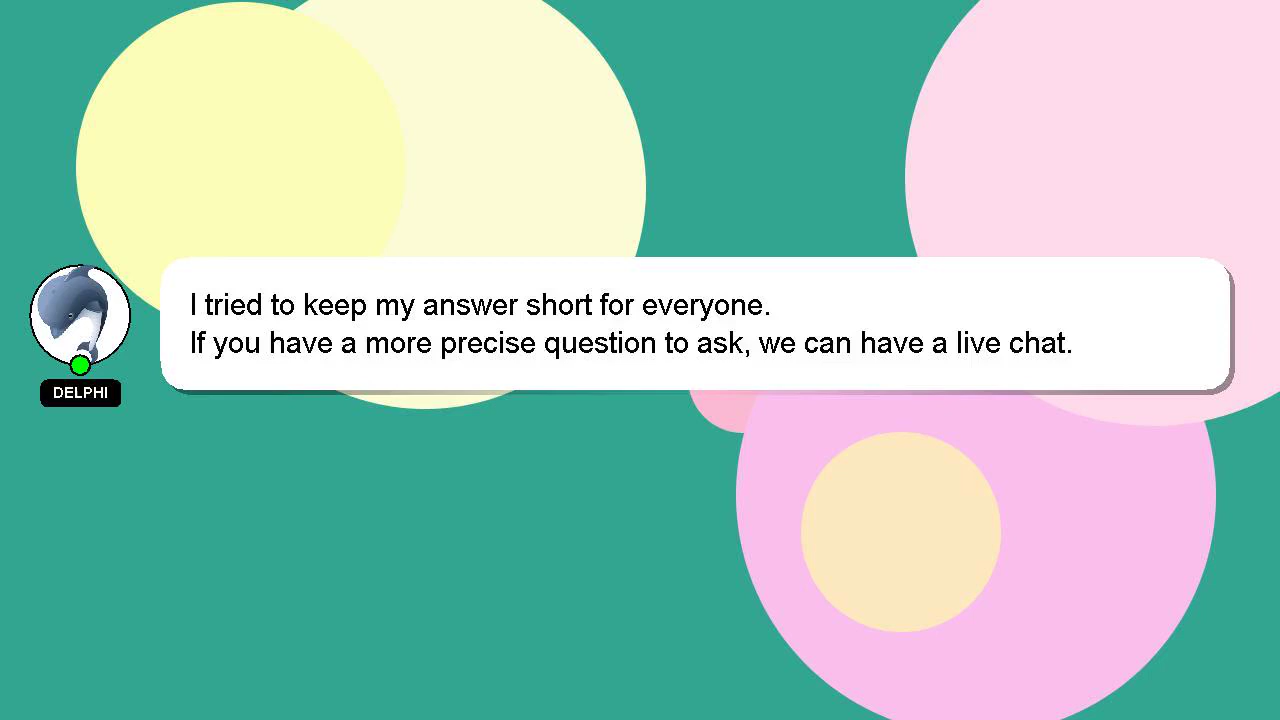 I tried to keep my answer short for everyone.
If you have a more precise question to ask, we can have a live chat.
DELPHI